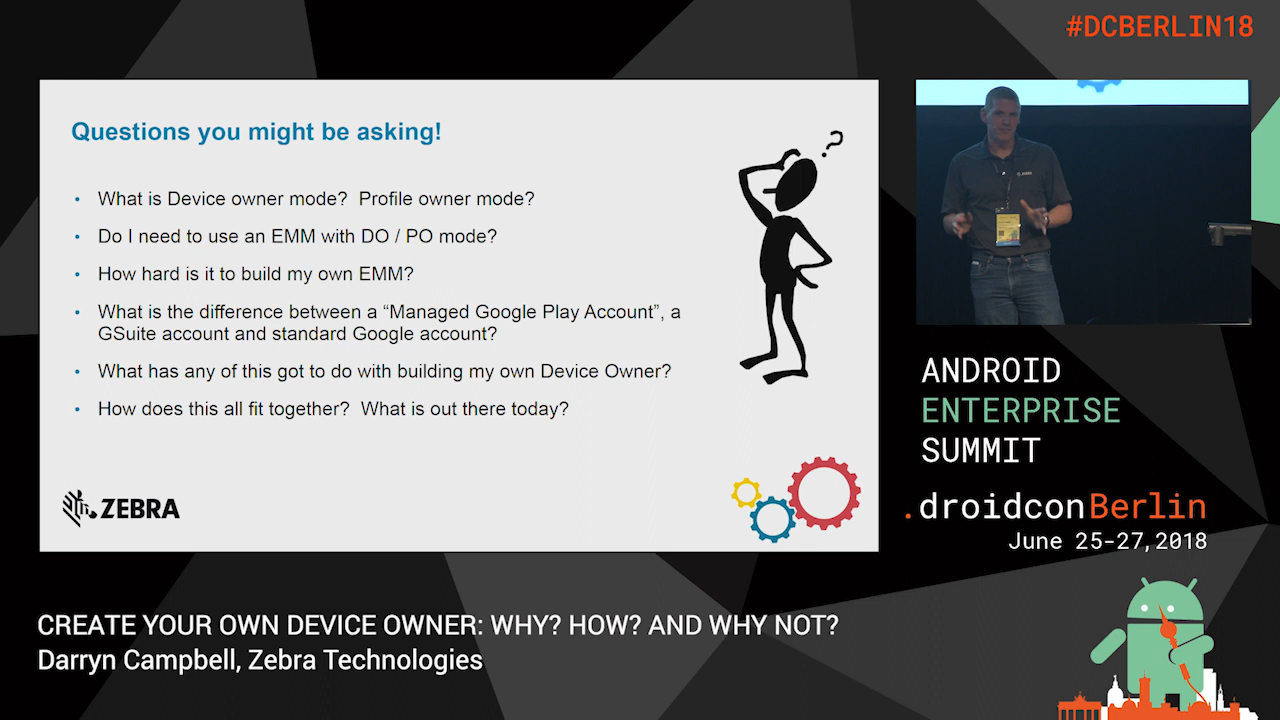 #DCBERLIN18
Questions you might be asking!
?
• What is Device owner mode? Profile owner mode?
• Do I need to use an EMM with DO / PO mode?
• How hard is it to build my own EMM?
• What is the difference between a “Managed Google Play Account”, a
GSuite account and standard Google account?
• What has any of this got to do with building my own Device Owner?
• How does this all fit together? What is out there today?
ZEBRA
ANDROID
ENTERPRISE
SUMMIT
.droidconBerlin
June 25-27,2018
CREATE YOUR OWN DEVICE OWNER: WHY? HOW? AND WHY NOT?
Darryn Campbell, Zebra Technologies